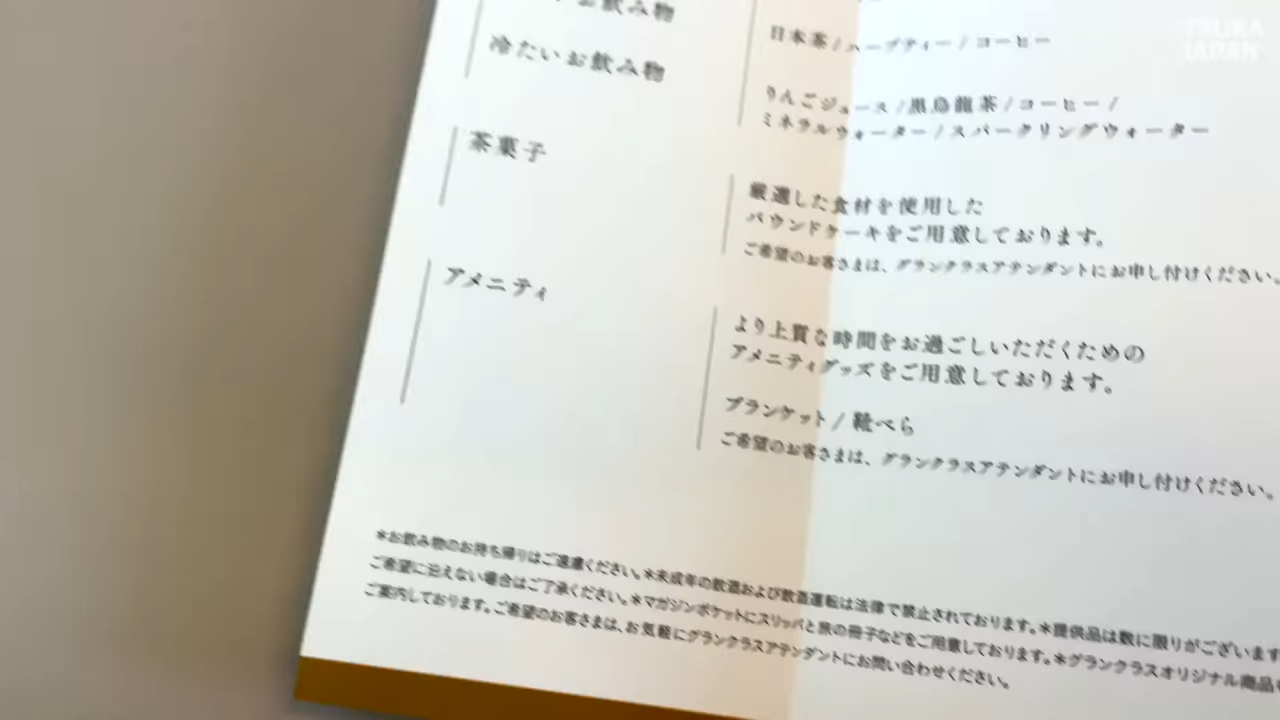 お飲み物
日本茶 / ハーブティー / コーヒー
冷たいお飲み物
りんごジュース / 黒烏龍茶 / コーヒー /
ミネラルウォーター / スパークリングウォーター
茶菓子
厳選した食材を使用した
パウンドケーキをご用意しております。
ご希望のお客さまは、グランクラスアテンダントにお申し付けください。
アメニティ
より上質な時間をお過ごしいただくための
アメニティグッズをご用意しております。
ブランケット / 靴べら
ご希望のお客さまは、グランクラスアテンダントにお申し付けください。
＊お飲み物のお持ち帰りはご遠慮ください。＊未成年の飲酒および飲酒運転は法律で禁止されております。＊提供品は数に限りがございます
ご希望に沿えない場合はご了承ください。＊マガジンポケットにスリッパと旅の冊子などをご用意しております。＊グランクラスオリジナル商品
ご案内しております。ご希望のお客さまは、お気軽にグランクラスアテンダントにお問い合わせください。